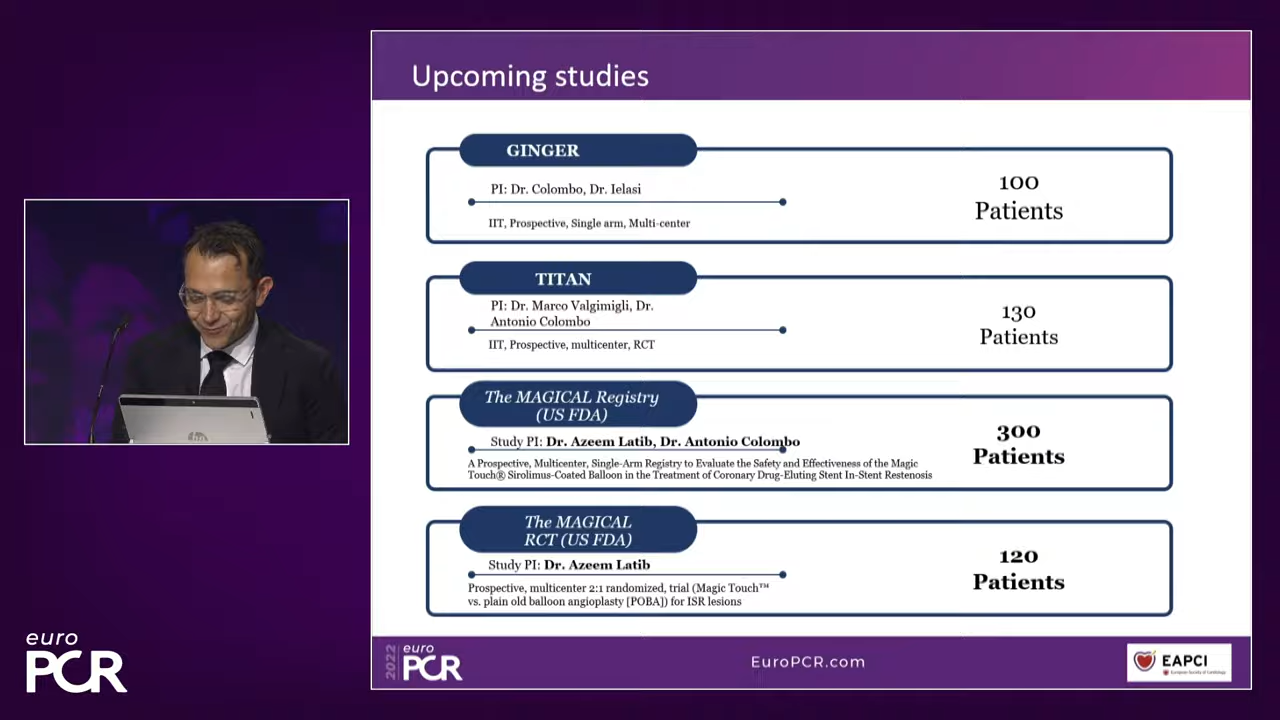 Upcoming studies
GINGER
PI: Dr. Colombo, Dr. Ielasi
IIT, Prospective, Single arm, Multi-center
100
Patients
TITAN
PI: Dr. Marco Valgimigli, Dr.
Antonio Colombo
IIT, Prospective, multicenter, RCT
130
Patients
The MAGICAL Registry
(US FDA)
Study PI: Dr. Azeem Latib, Dr. Antonio Colombo
A Prospective, Multicenter, Single-Arm Registry to Evaluate the Safety and Effectiveness of the Magic
Touch® Sirolimus-Coated Balloon in the Treatment of Coronary Drug-Eluting Stent In-Stent Restenosis
300
Patients
The MAGICAL
RCT (US FDA)
Study PI: Dr. Azeem Latib
Prospective, multicenter 2:1 randomized, trial (Magic Touch™
vs. plain old balloon angioplasty [POBA]) for ISR lesions
120
Patients
euro
PCR
2022
euro
PCR
EuroPCR.com
EAPCI
European Society of Cardiology
hp